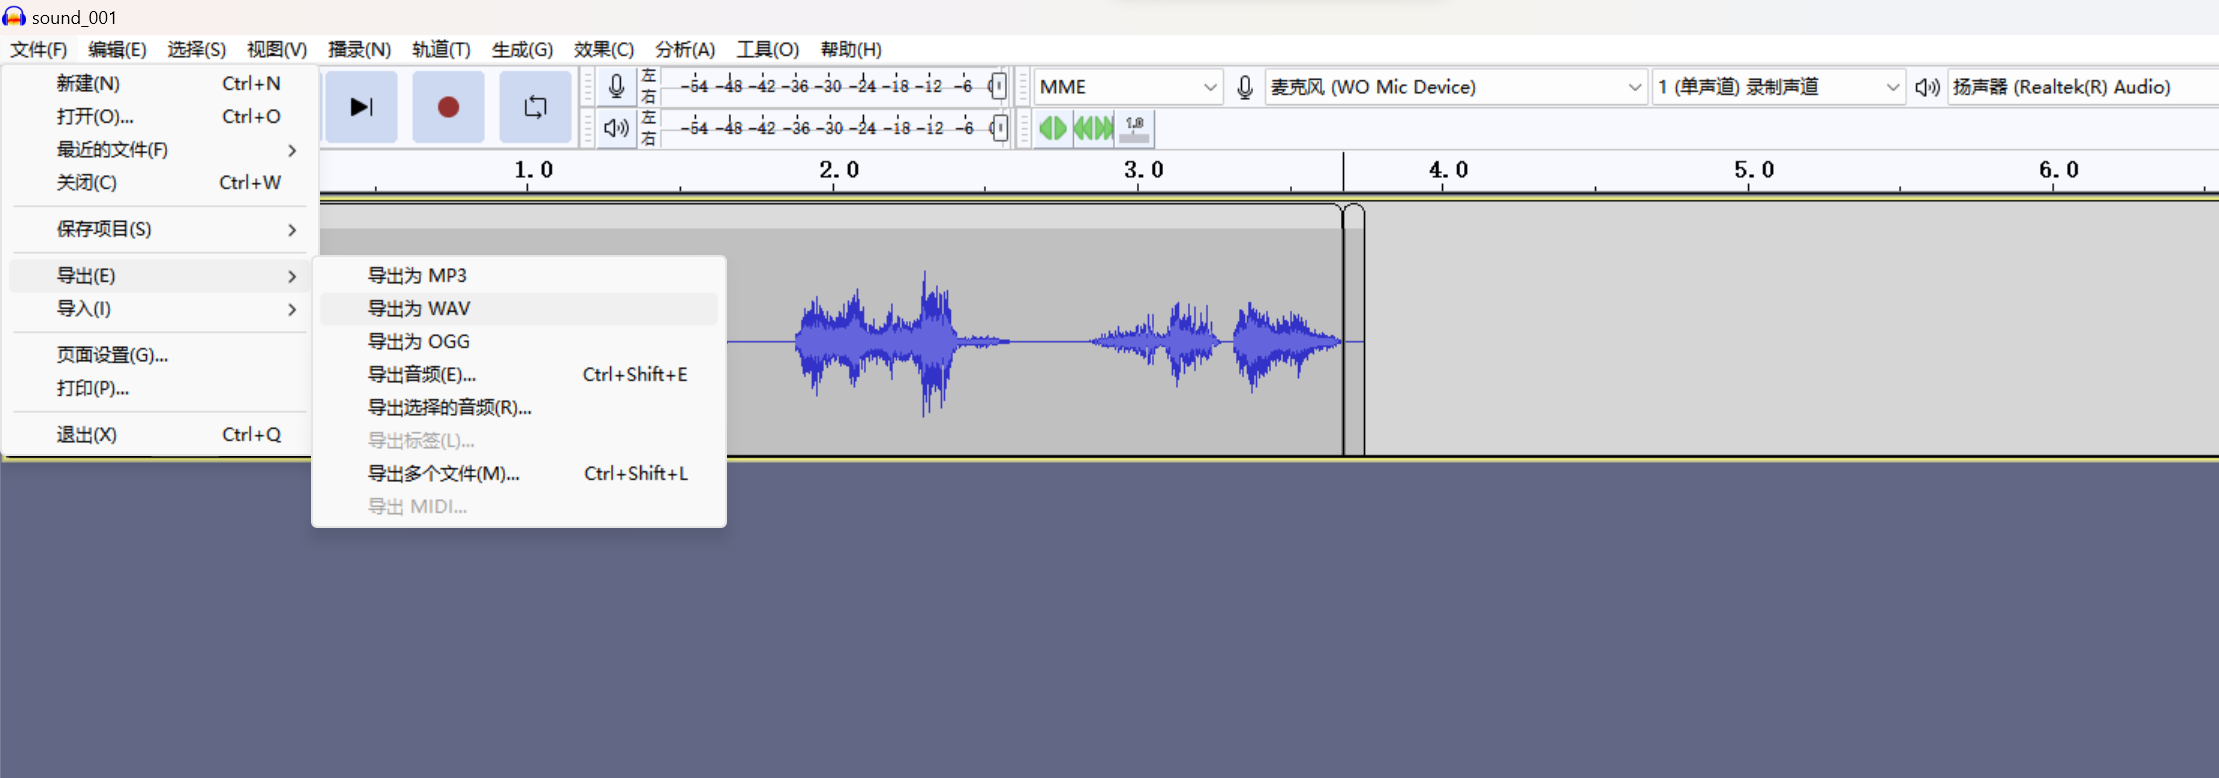 sound_001
文件(F) 编辑(E) 选择(S) 视图(V) 播录(N) 轨道(T) 生成(G) 效果(C) 分析(A) 工具(O) 帮助(H)
新建(N) Ctrl+N
打开(O)... Ctrl+O
最近的文件(F)
关闭(C) Ctrl+W
保存项目(S)
导出(E)
导入(I)
页面设置(G)...
打印(P)...
退出(X) Ctrl+Q
导出为 MP3
导出为 WAV
导出为 OGG
导出音频(E)... Ctrl+Shift+E
导出选择的音频(R)...
导出标签(L)...
导出多个文件(M)... Ctrl+Shift+L
导出 MIDI...
左
右
-54 -48 -42 -36 -30 -24 -18 -12 -6
MME
麦克风 (WO Mic Device)
1 (单声道) 录制声道
扬声器 (Realtek(R) Audio)
左
右
-54 -48 -42 -36 -30 -24 -18 -12 -6
1.0
1.0 2.0 3.0 4.0 5.0 6.0